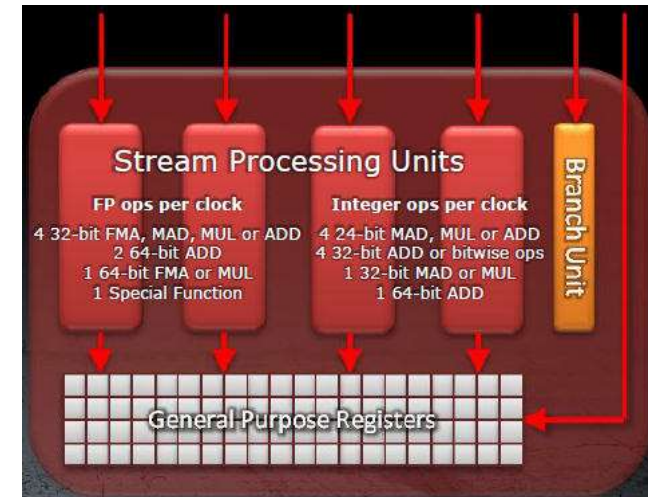 Stream Processing Units
FP ops per clock
4 32-bit FMA, MAD, MUL or ADD
2 64-bit ADD
1 64-bit FMA or MUL
1 Special Function
Integer ops per clock
4 24-bit MAD, MUL or ADD
4 32-bit ADD or bitwise ops
1 32-bit MAD or MUL
1 64-bit ADD
Branch Unit
General Purpose Registers